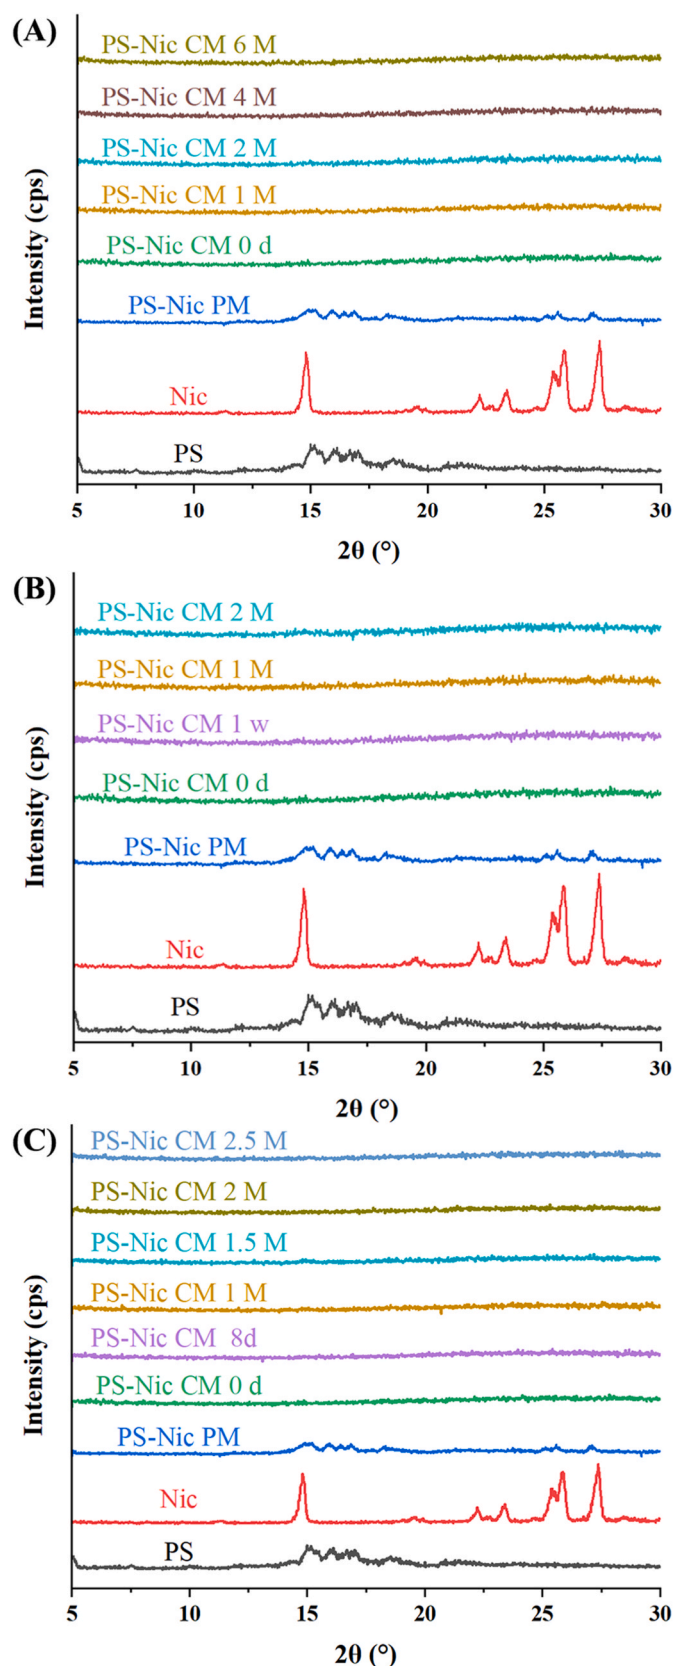 (A)
PS-Nic CM 6 M
PS-Nic CM 4 M
PS-Nic CM 2 M
PS-Nic CM 1 M
PS-Nic CM 0 d
PS-Nic PM
Nic
PS
Intensity (cps)
5 10 15 20 25 30
2θ (°)
(B)
PS-Nic CM 2 M
PS-Nic CM 1 M
PS-Nic CM 1 w
PS-Nic CM 0 d
PS-Nic PM
Nic
PS
Intensity (cps)
5 10 15 20 25 30
2θ (°)
(C)
PS-Nic CM 2.5 M
PS-Nic CM 2 M
PS-Nic CM 1.5 M
PS-Nic CM 1 M
PS-Nic CM 8d
PS-Nic CM 0 d
PS-Nic PM
Nic
PS
Intensity (cps)
5 10 15 20 25 30
2θ (°)